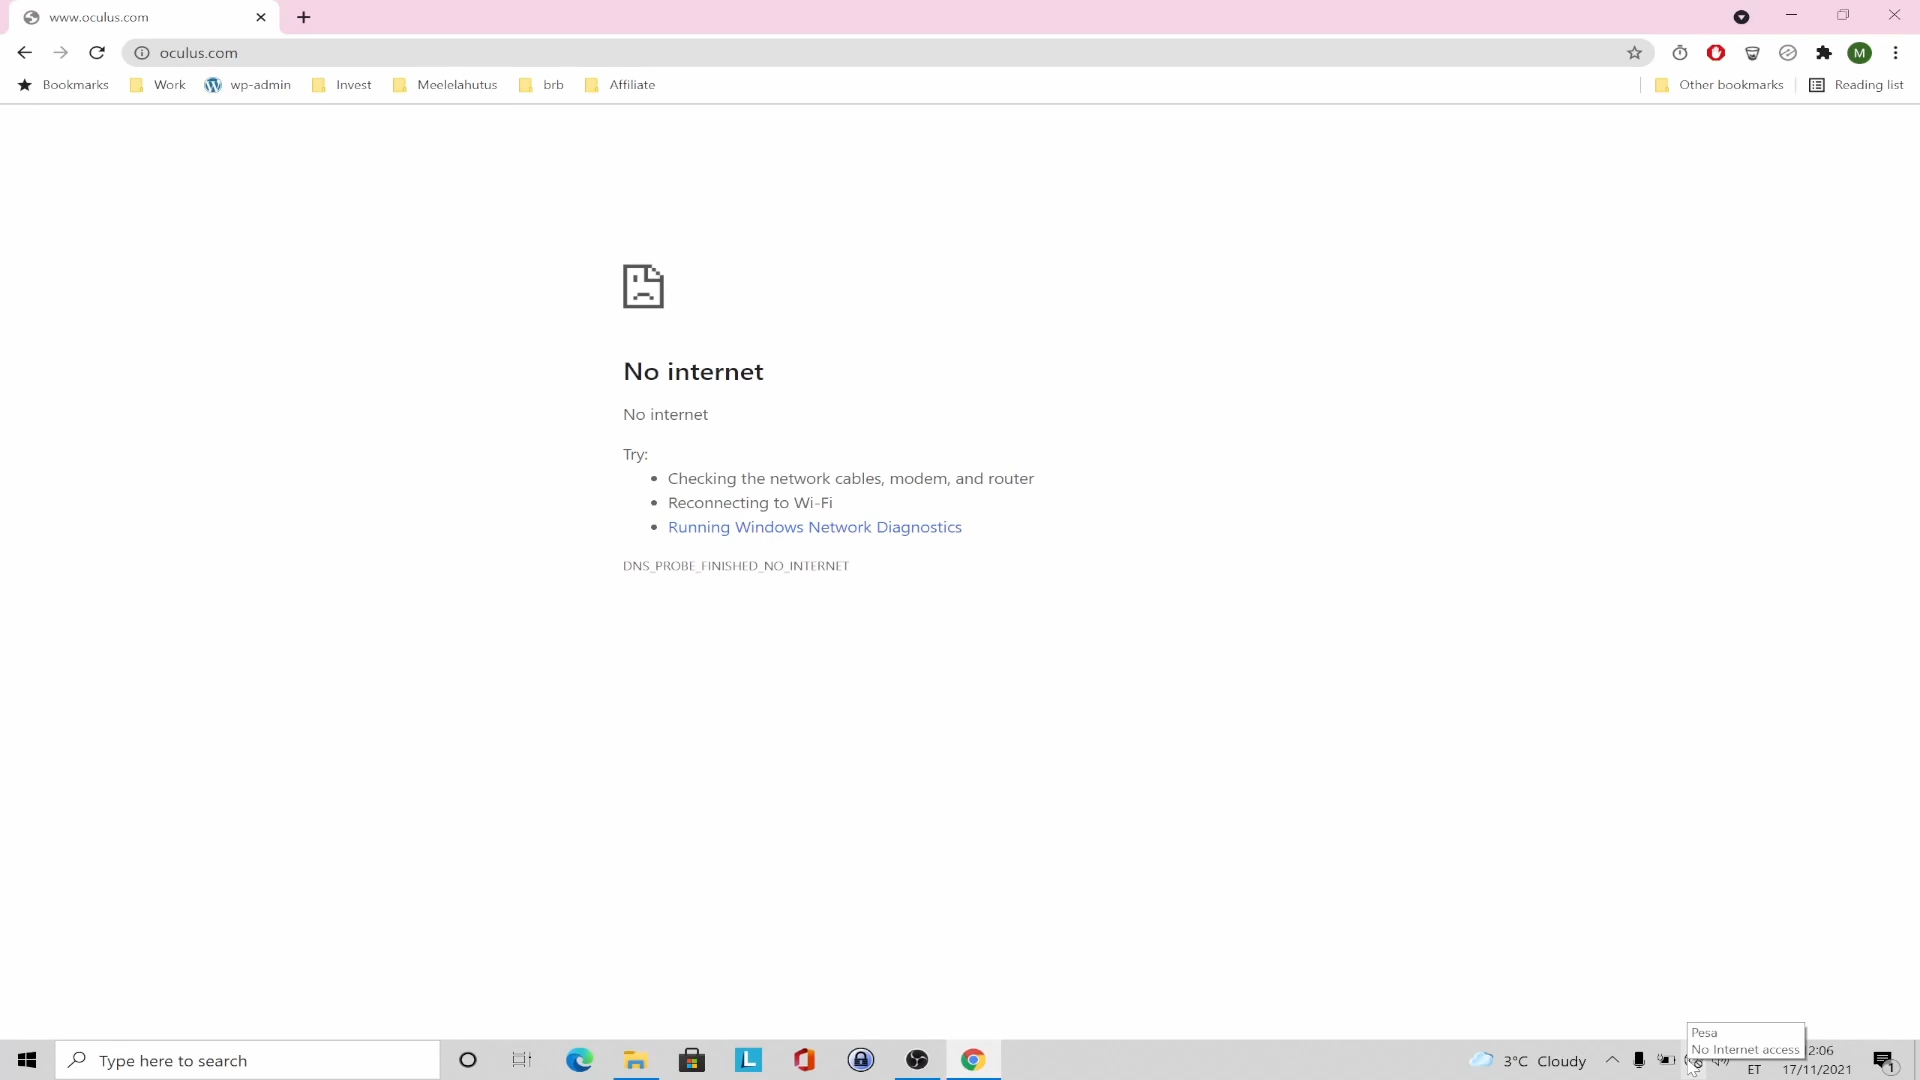 www.oculus.com
oculus.com
M
Bookmarks Work wp-admin Invest Meelelahutus brb Affiliate Other bookmarks Reading list
No internet
No internet
Try:
Checking the network cables, modem, and router
Reconnecting to Wi-Fi
Running Windows Network Diagnostics
DNS_PROBE_FINISHED_NO_INTERNET
Pesa
No Internet access
Type here to search
L
3°C Cloudy
2:06
ET
17/11/2021
1